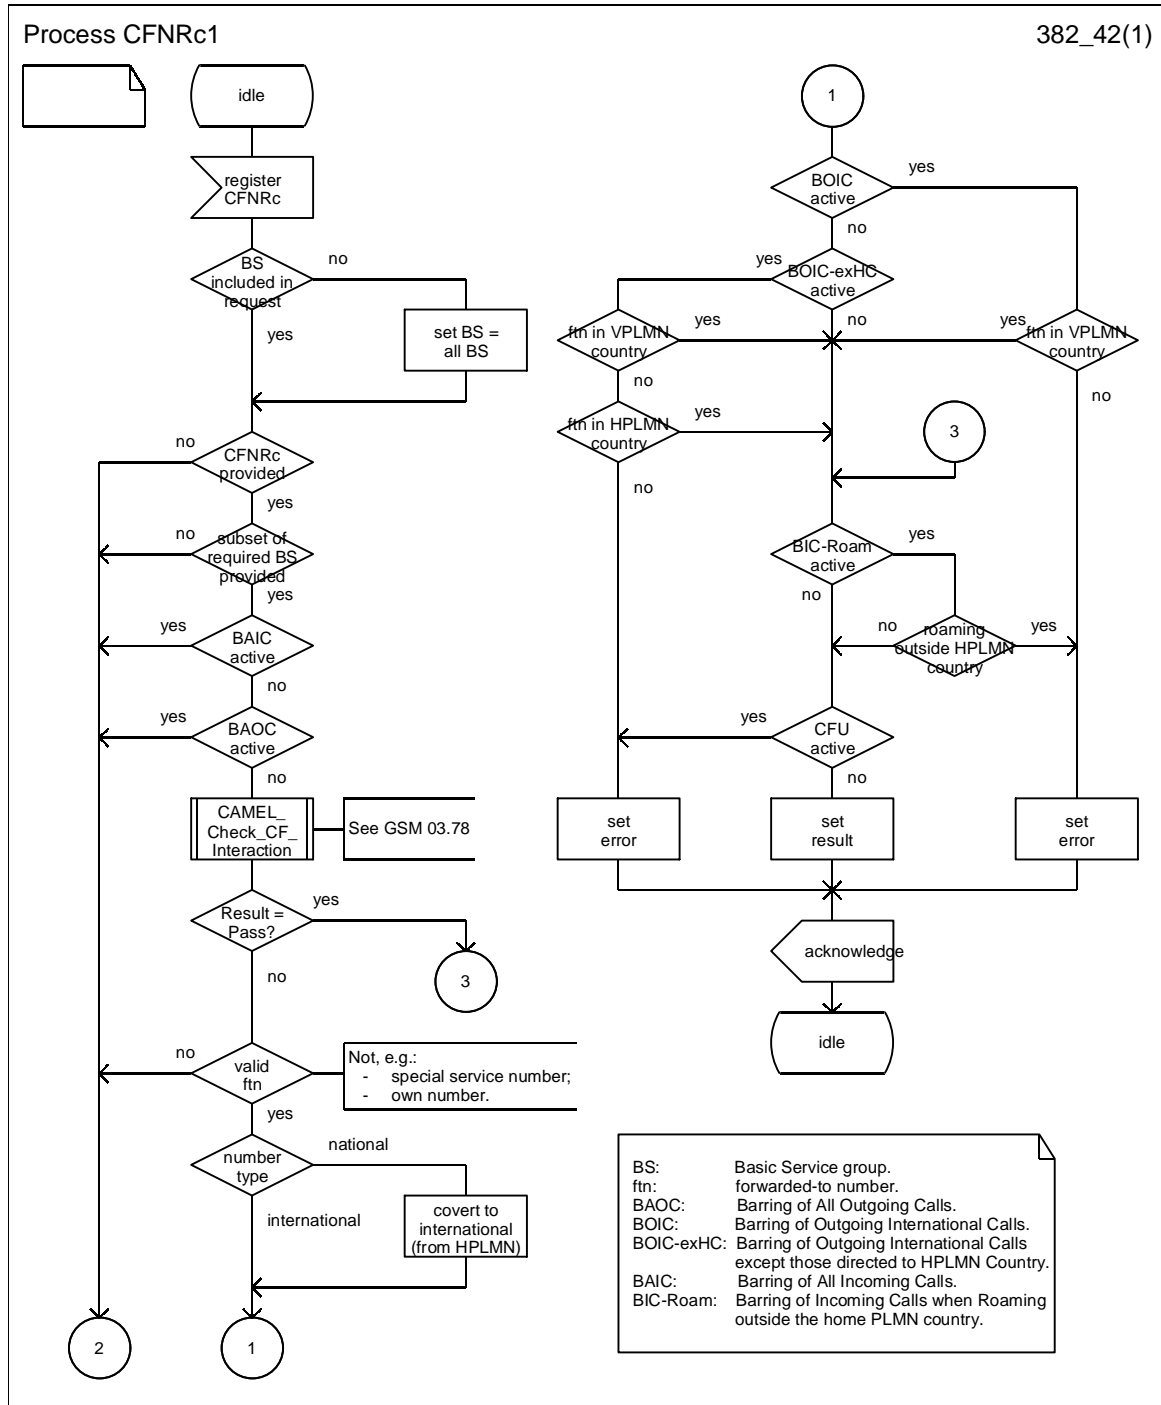 Process CFNRc1
382_42(1)
idle
register
CFNRc
BS
included in
request
no
yes
set BS =
all BS
no
CFNRc
provided
yes
no
subset of
required BS
provided
yes
yes
BAIC
active
no
yes
BAOC
active
no
CAMEL_
Check_CF_
Interaction
See GSM 03.78
Result =
Pass?
yes
no
3
no
valid
ftn
yes
Not, e.g.:
- special service number;
- own number.
number
type
national
international
covert to
international
(from HPLMN)
2
1
1
BOIC
active
yes
no
yes
BOIC-exHC
active
no
ftn in VPLMN
country
yes
no
yes
ftn in VPLMN
country
no
ftn in HPLMN
country
yes
no
3
BIC-Roam
active
yes
no
no
roaming
outside HPLMN
country
yes
yes
CFU
active
no
set
error
set
result
set
error
acknowledge
idle
BS: Basic Service group.
ftn: forwarded-to number.
BAOC: Barring of All Outgoing Calls.
BOIC: Barring of Outgoing International Calls.
BOIC-exHC: Barring of Outgoing International Calls
except those directed to HPLMN Country.
BAIC: Barring of All Incoming Calls.
BIC-Roam: Barring of Incoming Calls when Roaming
outside the home PLMN country.